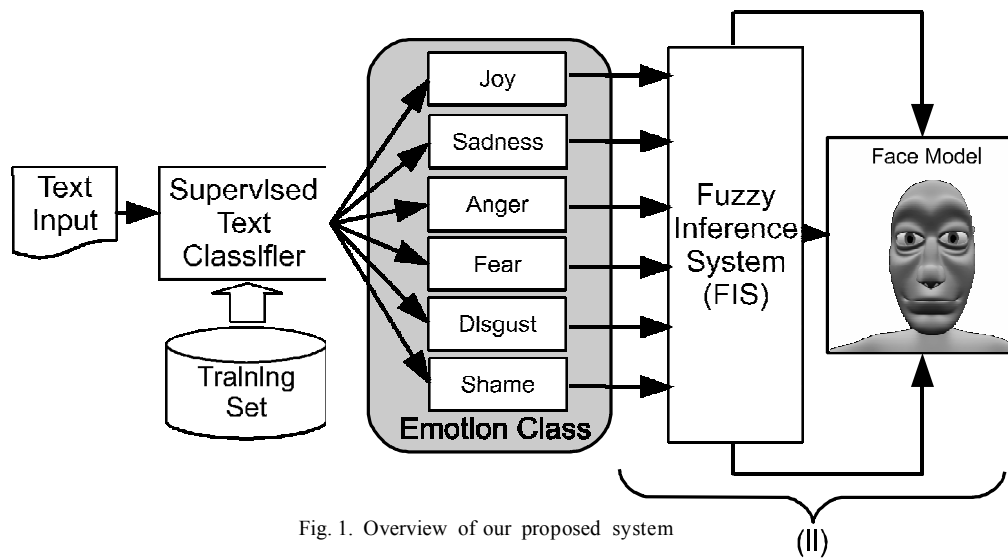 Text
Input
Supervised
Text
Classifier
Training
Set
Joy
Sadness
Anger
Fear
Disgust
Shame
Emotion Class
Fuzzy
Inference
System
(FIS)
Face Model
(II)
Fig. 1. Overview of our proposed system